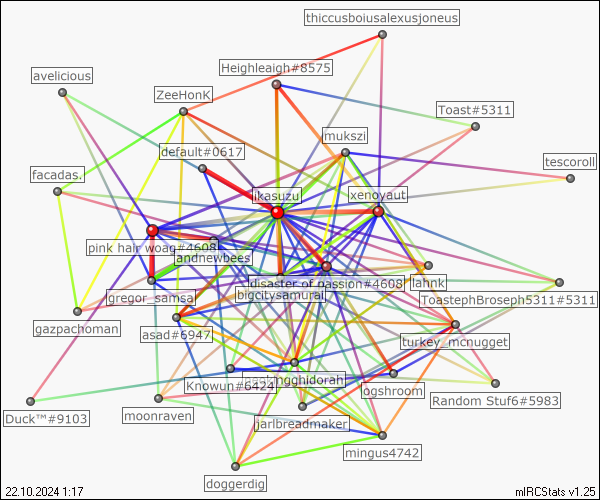 thiccusboiusalexusjoneus
Heighleaigh#8575
avelicious
ZeeHonK
Toast#5311
mukszi
default#0617
tescoroll
facadas.
ikasuzu
xenoyaut
pink hair woag#4608
andnewbees
disaster of passion#4608
llahnk
bigcitysamurai
gregor_samsa
ToastephBroseph5311#5311
gazpachoman
asad#6947
turkey_mcnugget
Knowun#6424
hgghidorah
ogshroom
Random Stuf6#5983
Duck™#9103
moonraven
jarlbreadmaker
mingus4742
doggerdig
22.10.2024 1:17
mIRCStats v1.25